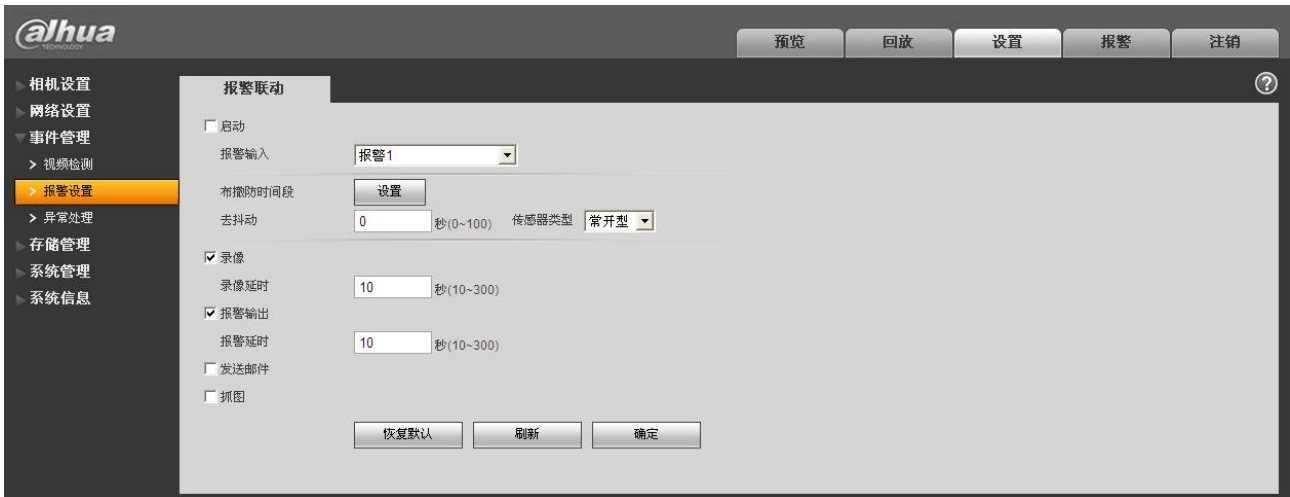 alhua
TECHNOLOGY
预览 回放 设置 报警 注销
相机设置
网络设置
事件管理
> 视频检测
> 报警设置
> 异常处理
存储管理
系统管理
系统信息
报警联动
?
启动
报警输入 报警1
布撤防时间段 设置
去抖动 0 秒(0~100) 传感器类型 常开型
录像
录像延时 10 秒(10~300)
报警输出
报警延时 10 秒(10~300)
发送邮件
抓图
恢复默认 刷新 确定